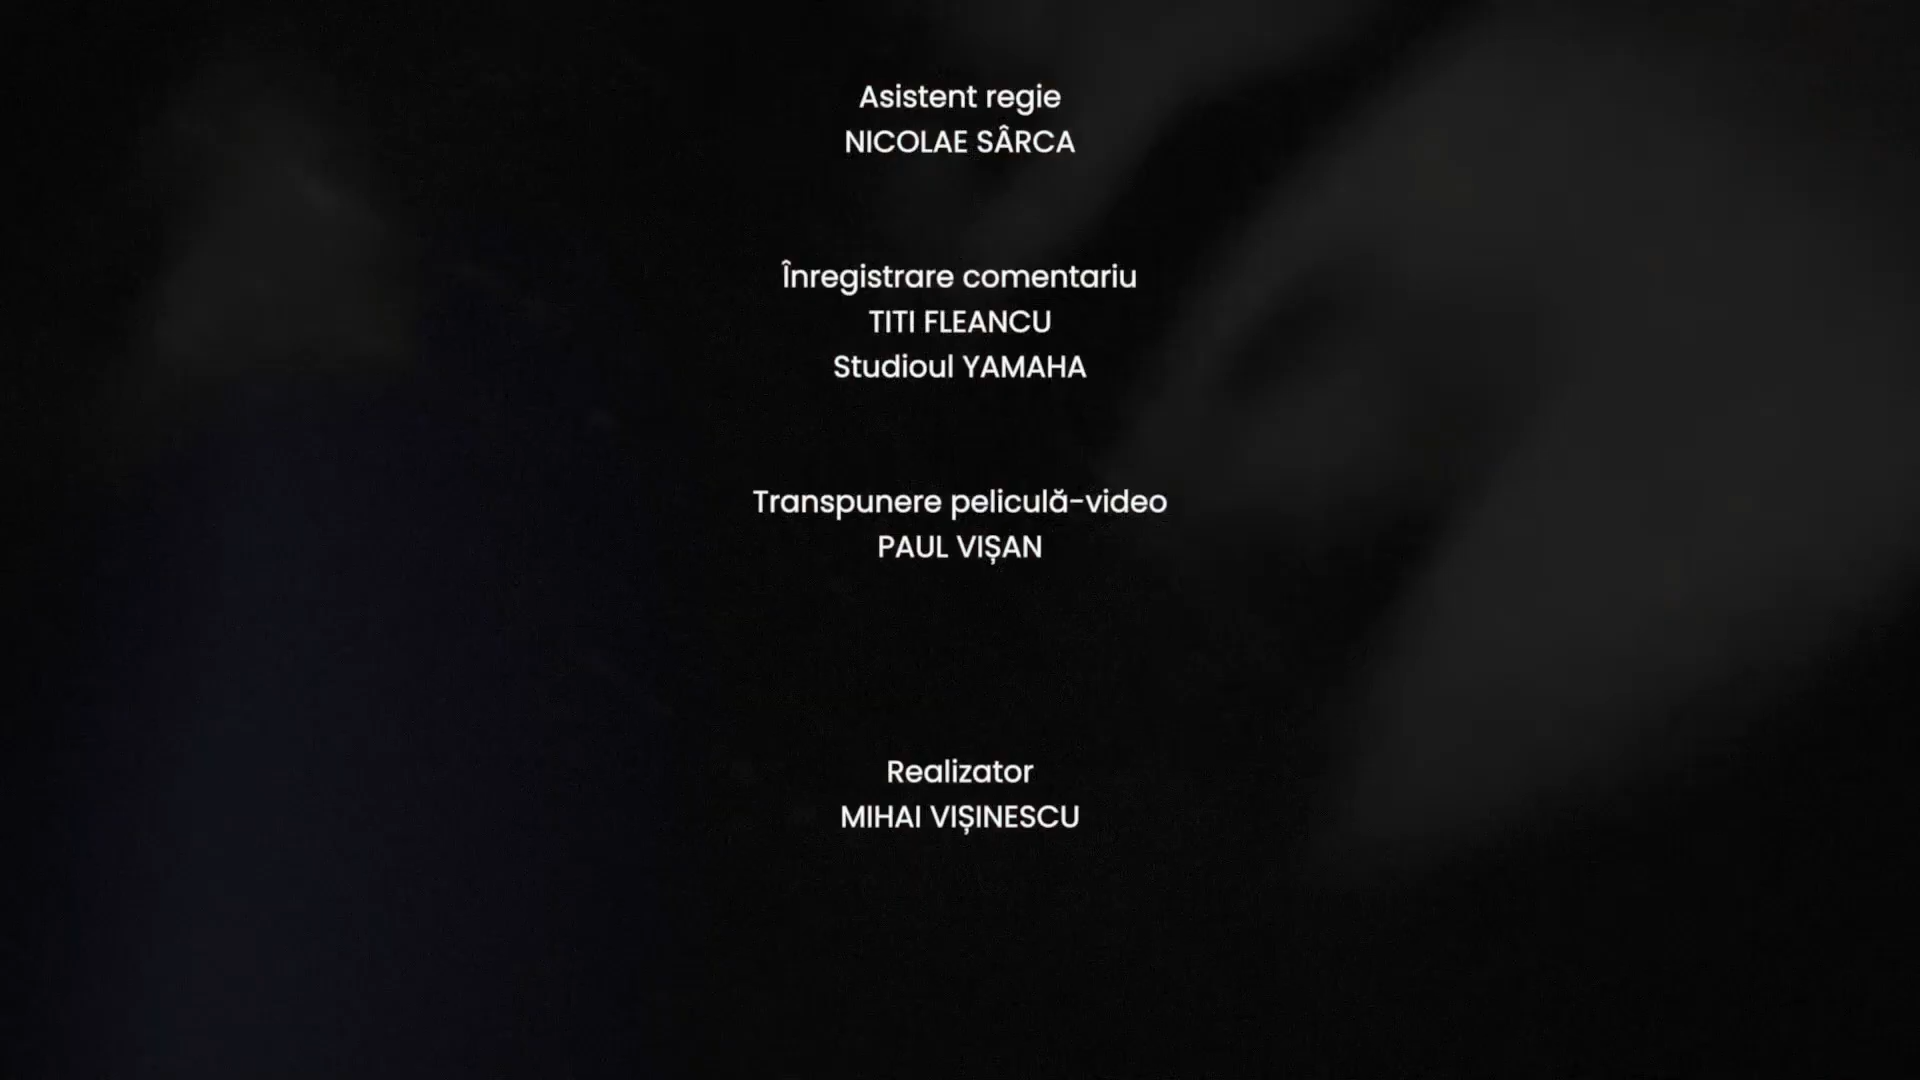 Asistent regie
NICOLAE SÂRCA
Înregistrare comentariu
TITI FLEANCU
Studioul YAMAHA
Transpunere peliculă-video
PAUL VIȘAN
Realizator
MIHAI VIȘINESCU